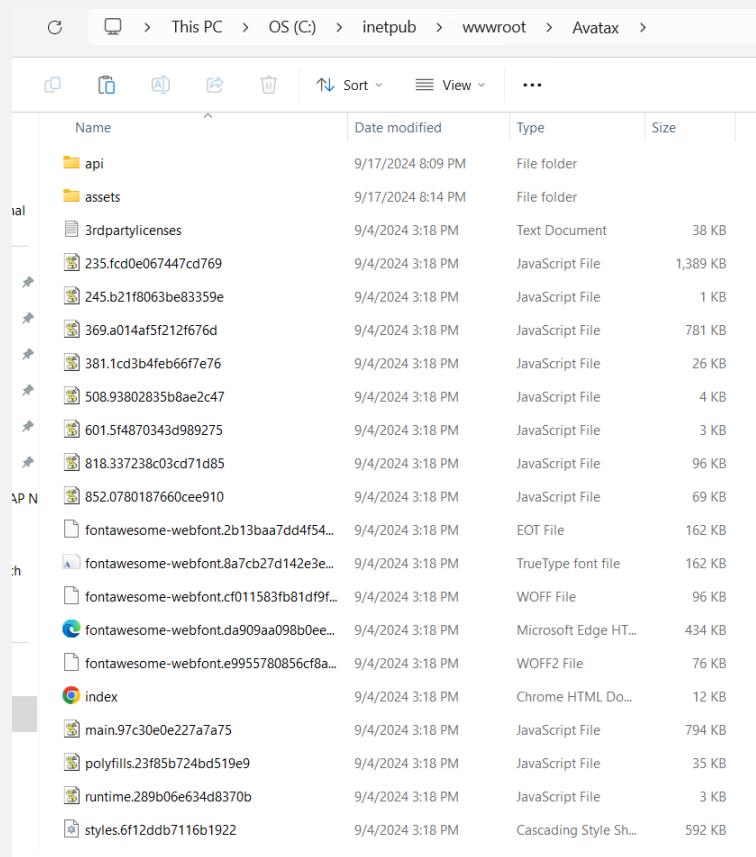 This PC > OS (C:) > inetpub > wwwroot > Avatax >
Sort View
Name Date modified Type Size
api 9/17/2024 8:09 PM File folder
assets 9/17/2024 8:14 PM File folder
nal
3rdpartylicenses 9/4/2024 3:18 PM Text Document 38 KB
235.fcd0e067447cd769 9/4/2024 3:18 PM JavaScript File 1,389 KB
245.b21f8063be83359e 9/4/2024 3:18 PM JavaScript File 1 KB
369.a014af5f212f676d 9/4/2024 3:18 PM JavaScript File 781 KB
381.1cd3b4feb66f7e76 9/4/2024 3:18 PM JavaScript File 26 KB
508.93802835b8ae2c47 9/4/2024 3:18 PM JavaScript File 4 KB
601.5f4870343d989275 9/4/2024 3:18 PM JavaScript File 3 KB
818.337238c03cd71d85 9/4/2024 3:18 PM JavaScript File 96 KB
AP N 852.0780187660cee910 9/4/2024 3:18 PM JavaScript File 69 KB
fontawesome-webfont.2b13baa7dd4f54... 9/4/2024 3:18 PM EOT File 162 KB
ch fontawesome-webfont.8a7cb27d142e3e... 9/4/2024 3:18 PM TrueType font file 162 KB
fontawesome-webfont.cf011583fb81df9f... 9/4/2024 3:18 PM WOFF File 96 KB
fontawesome-webfont.da909aa098b0ee... 9/4/2024 3:18 PM Microsoft Edge HT... 434 KB
fontawesome-webfont.e9955780856cf8a... 9/4/2024 3:18 PM WOFF2 File 76 KB
index 9/4/2024 3:18 PM Chrome HTML Do... 12 KB
main.97c30e0e227a7a75 9/4/2024 3:18 PM JavaScript File 794 KB
polyfills.23f85b724bd519e9 9/4/2024 3:18 PM JavaScript File 35 KB
runtime.289b06e634d8370b 9/4/2024 3:18 PM JavaScript File 3 KB
styles.6f12ddb7116b1922 9/4/2024 3:18 PM Cascading Style Sh... 592 KB